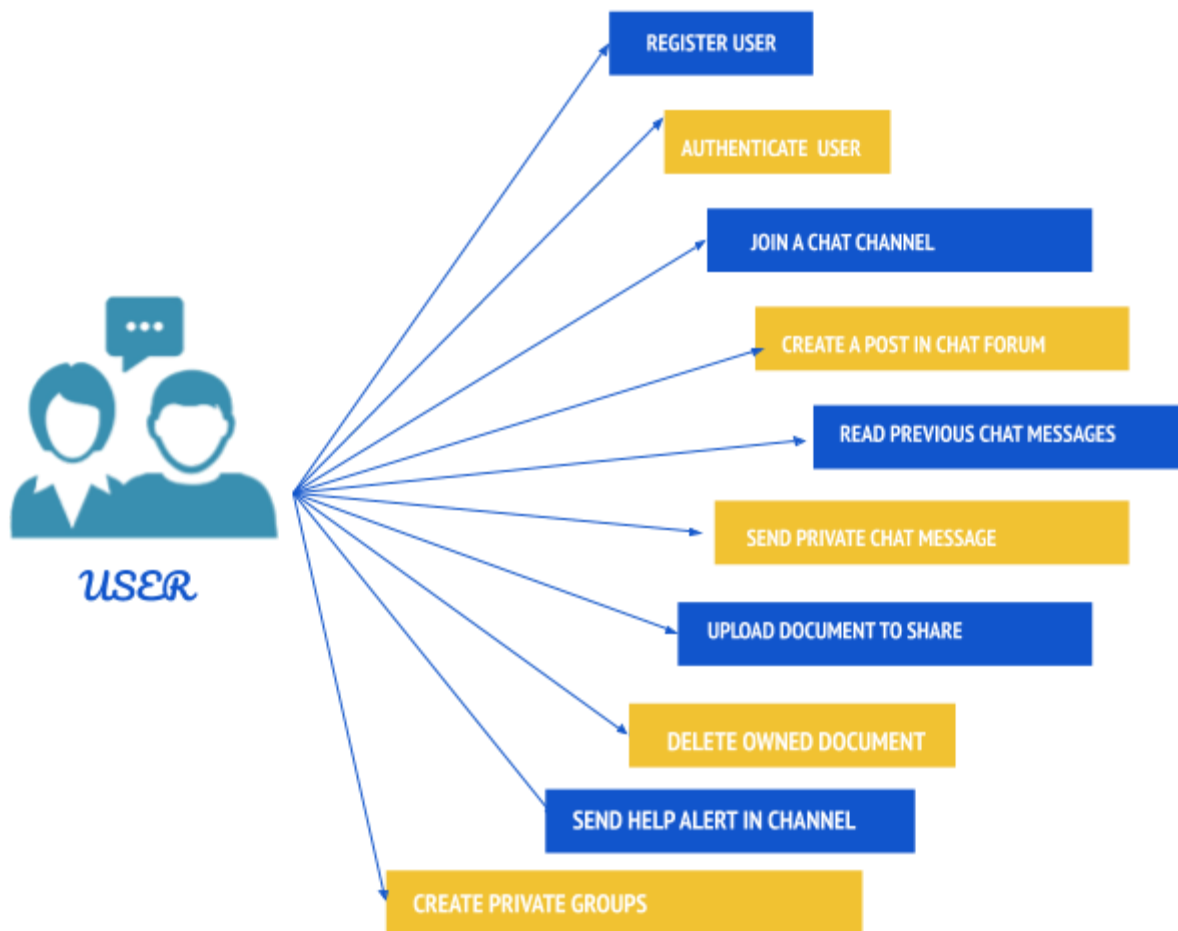 REGISTER USER
AUTHENTICATE USER
JOIN A CHAT CHANNEL
CREATE A POST IN CHAT FORUM
READ PREVIOUS CHAT MESSAGES
SEND PRIVATE CHAT MESSAGE
USER
UPLOAD DOCUMENT TO SHARE
DELETE OWNED DOCUMENT
SEND HELP ALERT IN CHANNEL
CREATE PRIVATE GROUPS